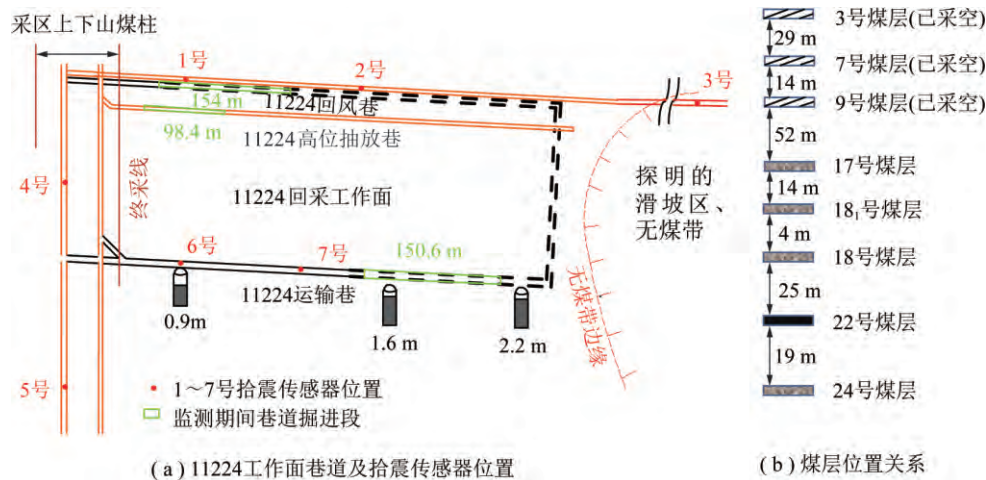 采区上下山煤柱
1号
2号
3号
154 m
11224回风巷
98.4 m
11224高位抽放巷
4号
终采线
11224回采工作面
探明的
滑坡区、
无煤带
6号
7号
150.6 m
11224运输巷
0.9m
1.6 m
2.2 m
无煤带边缘
5号
1～7号拾震传感器位置
监测期间巷道掘进段
(a) 11224工作面巷道及拾震传感器位置
3号煤层(已采空)
29 m
7号煤层(已采空)
14 m
9号煤层(已采空)
52 m
17号煤层
14 m
18₁号煤层
4 m
18号煤层
25 m
22号煤层
19 m
24号煤层
(b) 煤层位置关系